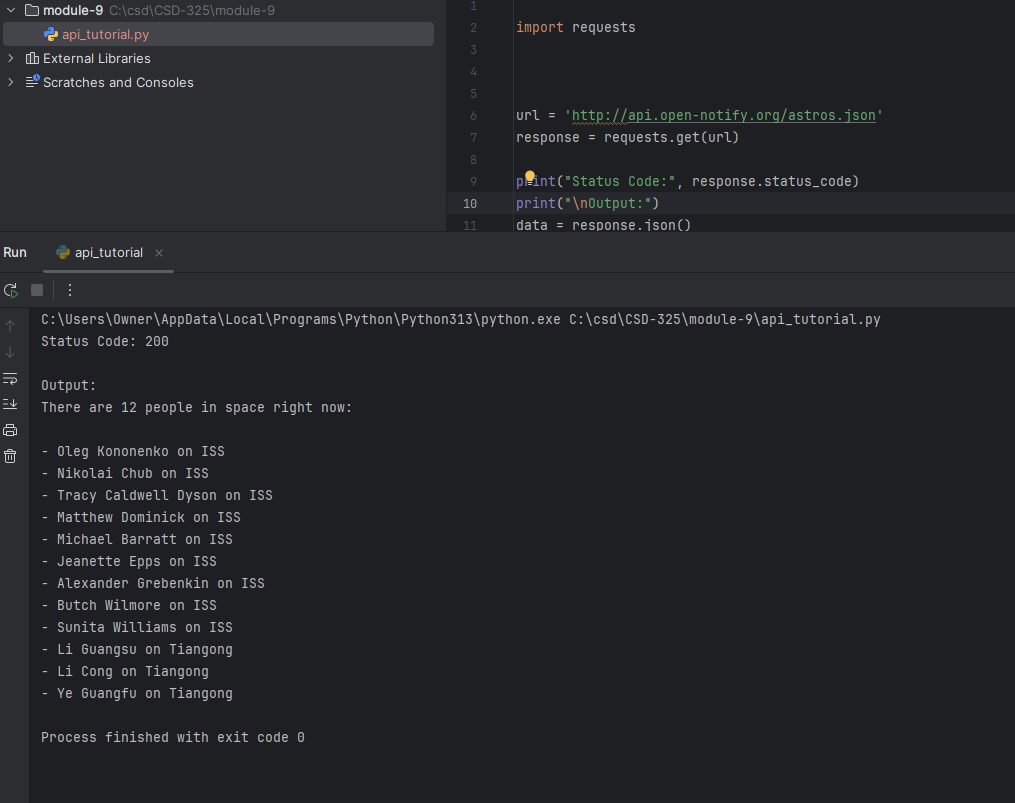 module-9 C:\csd\CSD-325\module-9
api_tutorial.py
External Libraries
Scratches and Consoles
1
2 import requests
3
4
5
6 url = 'http://api.open-notify.org/astros.json'
7 response = requests.get(url)
8
9 print("Status Code:", response.status_code)
10 print("\nOutput:")
11 data = response.json()
Run api_tutorial
C:\Users\Owner\AppData\Local\Programs\Python\Python313\python.exe C:\csd\CSD-325\module-9\api_tutorial.py
Status Code: 200
Output:
There are 12 people in space right now:
- Oleg Kononenko on ISS
- Nikolai Chub on ISS
- Tracy Caldwell Dyson on ISS
- Matthew Dominick on ISS
- Michael Barratt on ISS
- Jeanette Epps on ISS
- Alexander Grebenkin on ISS
- Butch Wilmore on ISS
- Sunita Williams on ISS
- Li Guangsu on Tiangong
- Li Cong on Tiangong
- Ye Guangfu on Tiangong
Process finished with exit code 0